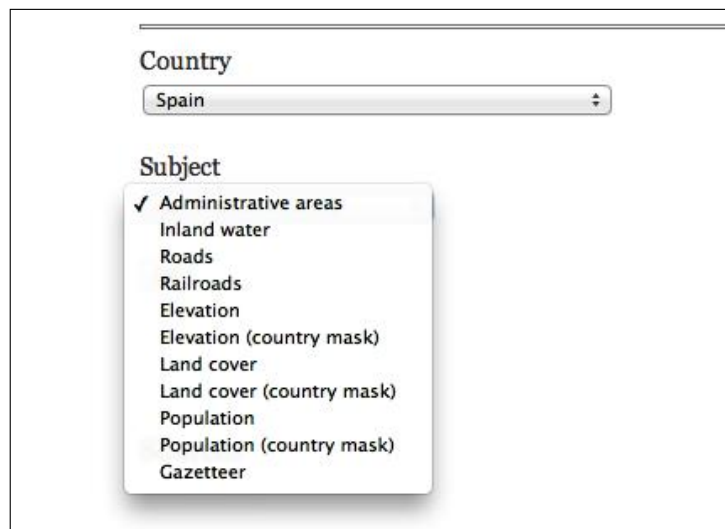 Country
Spain
Subject
✓ Administrative areas
Inland water
Roads
Railroads
Elevation
Elevation (country mask)
Land cover
Land cover (country mask)
Population
Population (country mask)
Gazetteer